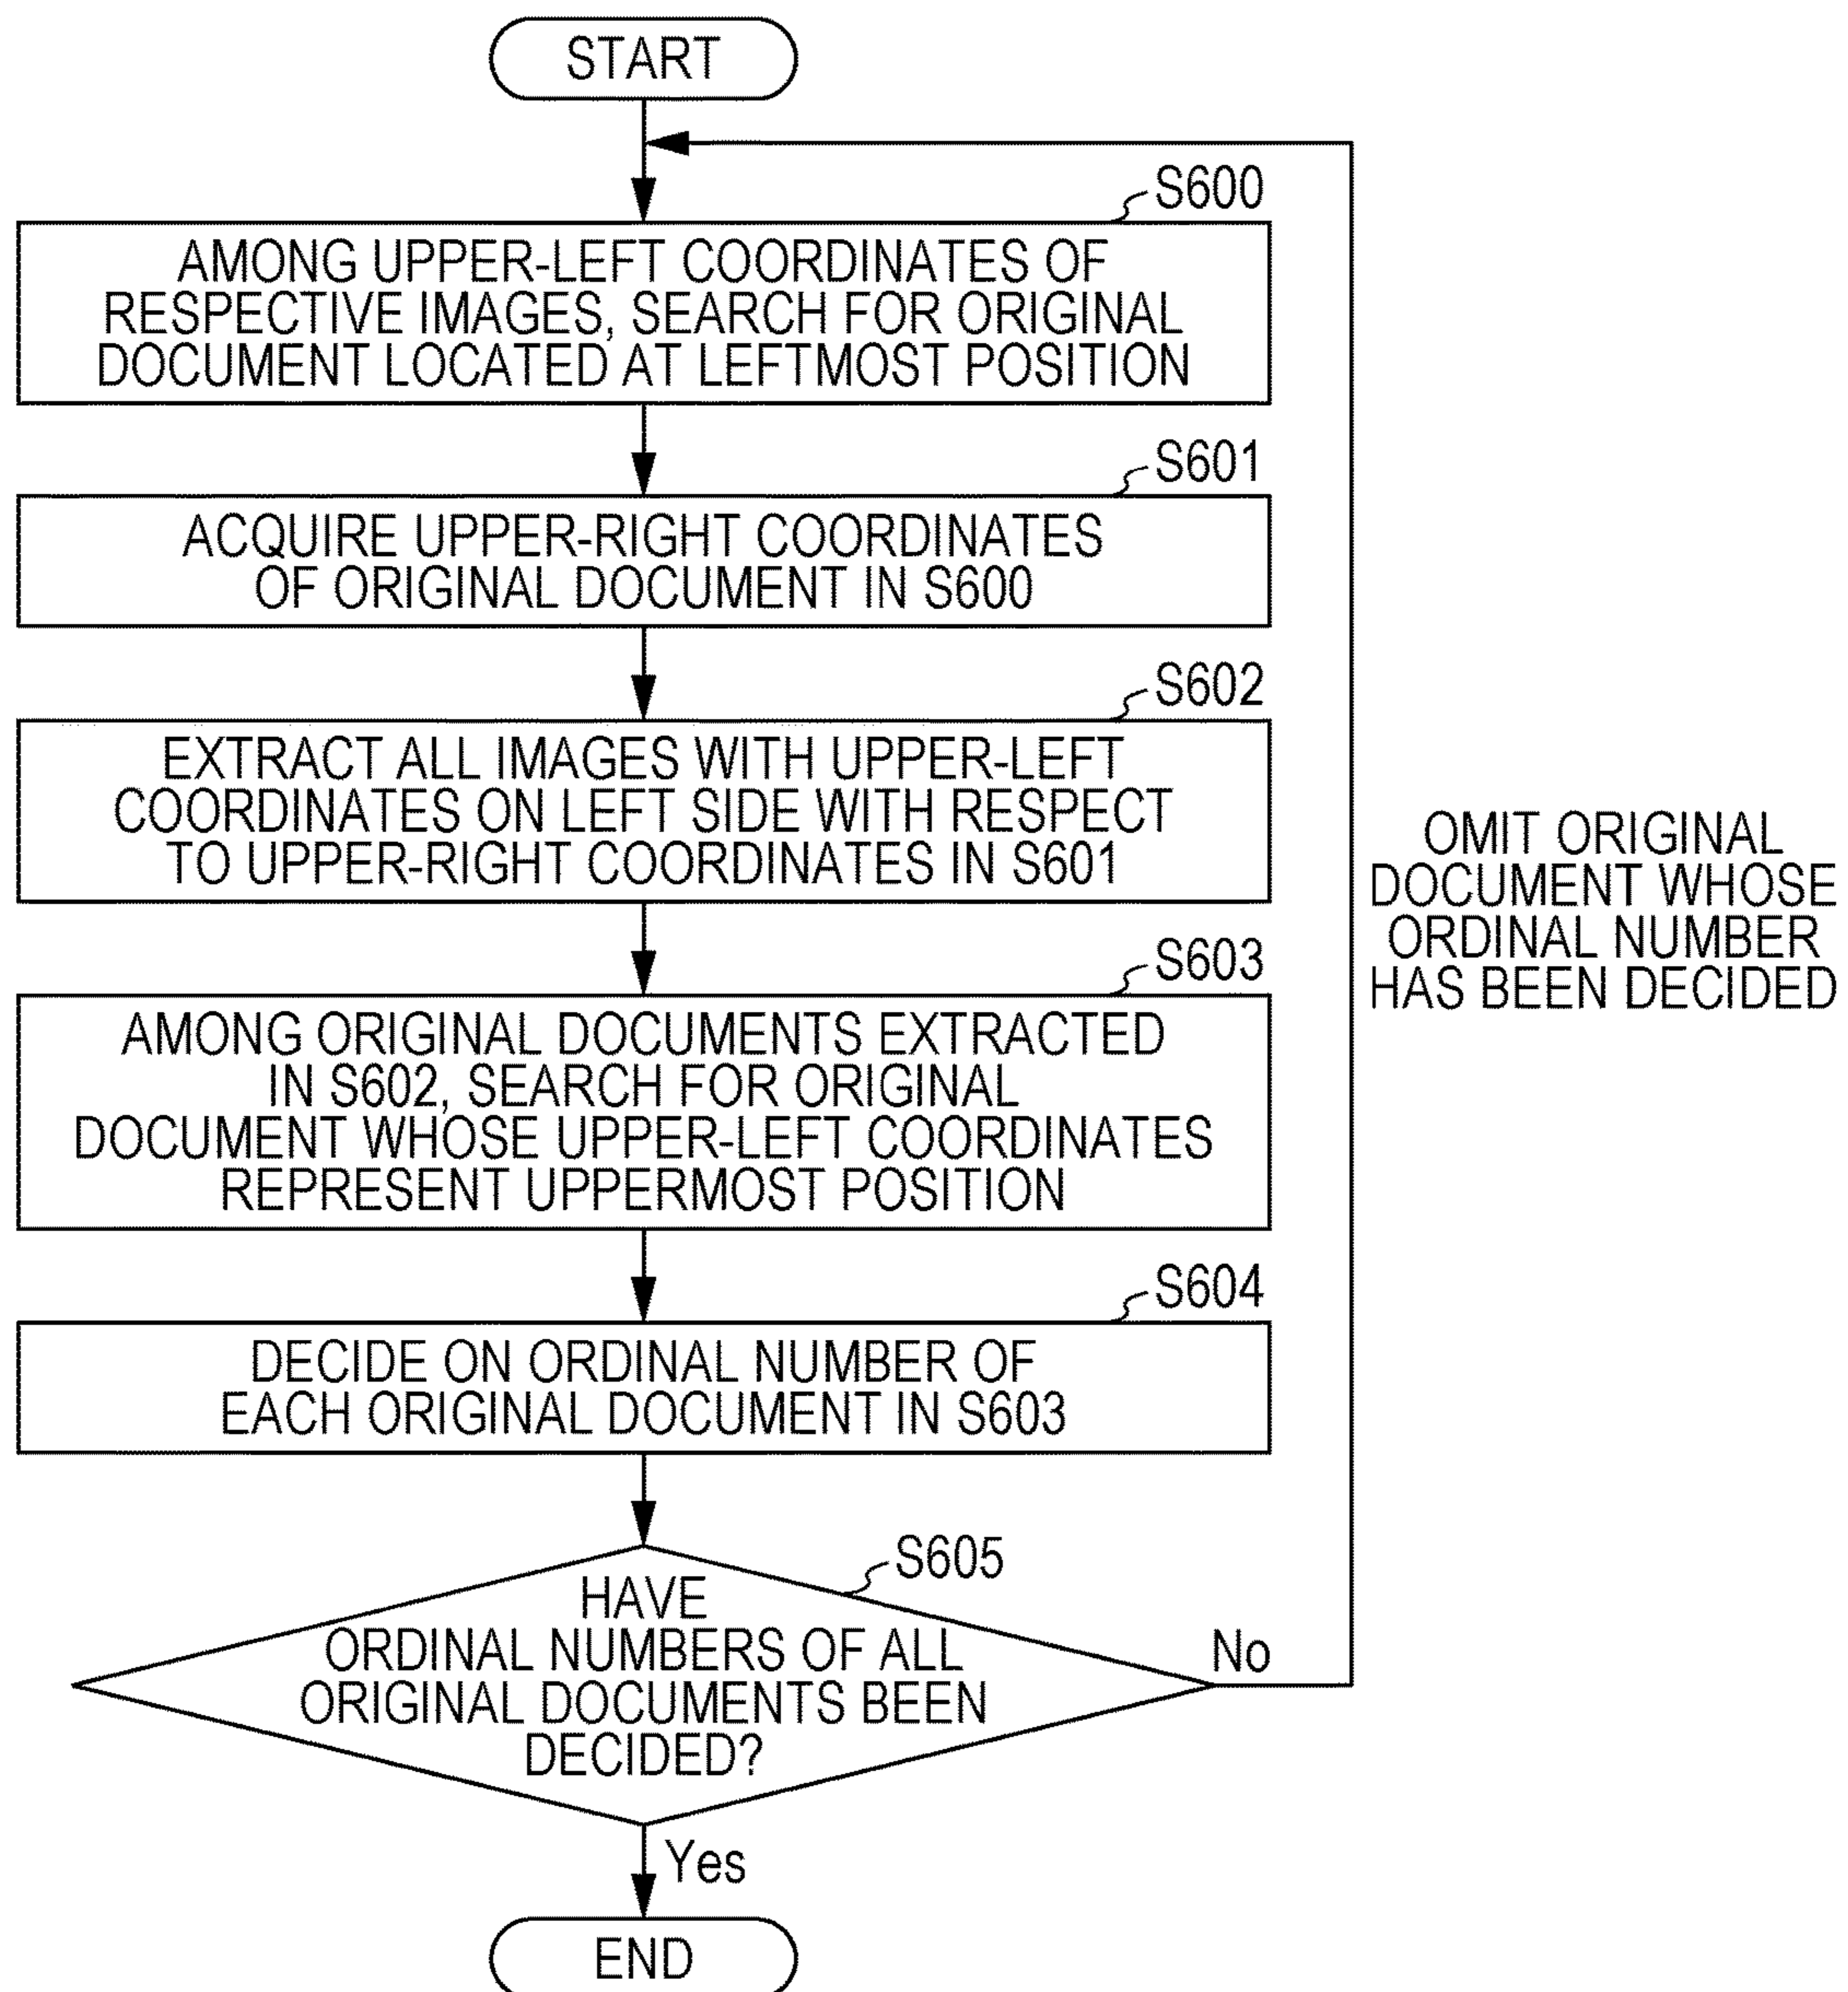 START
S600
AMONG UPPER-LEFT COORDINATES OF
RESPECTIVE IMAGES, SEARCH FOR ORIGINAL
DOCUMENT LOCATED AT LEFTMOST POSITION
S601
ACQUIRE UPPER-RIGHT COORDINATES
OF ORIGINAL DOCUMENT IN S600
S602
EXTRACT ALL IMAGES WITH UPPER-LEFT
COORDINATES ON LEFT SIDE WITH RESPECT
TO UPPER-RIGHT COORDINATES IN S601
OMIT ORIGINAL
DOCUMENT WHOSE
ORDINAL NUMBER
HAS BEEN DECIDED
S603
AMONG ORIGINAL DOCUMENTS EXTRACTED
IN S602, SEARCH FOR ORIGINAL
DOCUMENT WHOSE UPPER-LEFT COORDINATES
REPRESENT UPPERMOST POSITION
S604
DECIDE ON ORDINAL NUMBER OF
EACH ORIGINAL DOCUMENT IN S603
S605
HAVE
ORDINAL NUMBERS OF ALL
ORIGINAL DOCUMENTS BEEN
DECIDED?
No
Yes
END